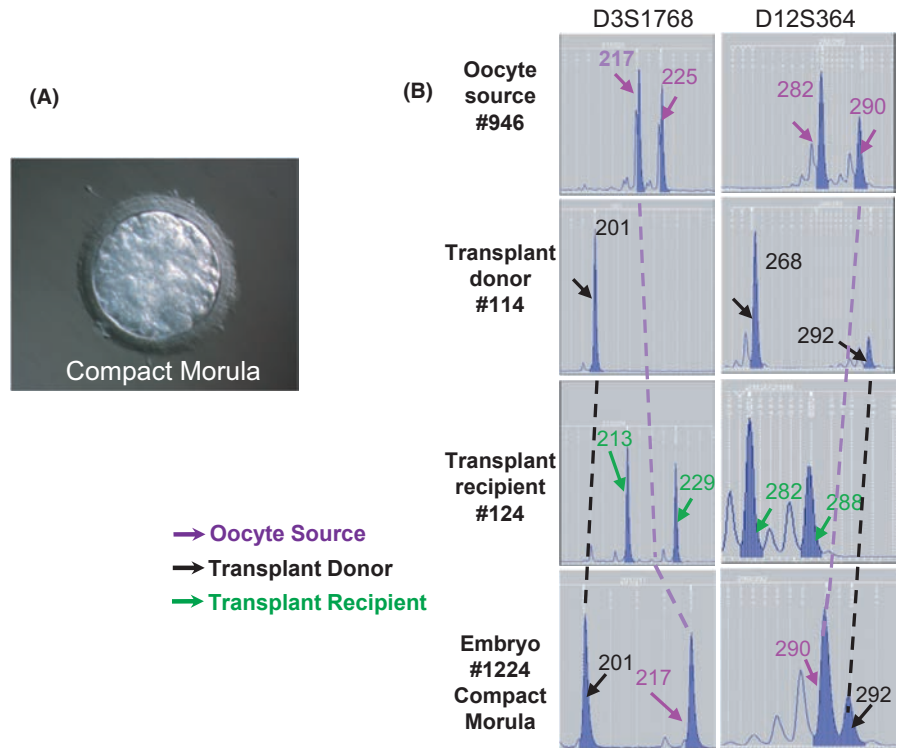 (A)
Compact Morula
Oocyte Source
Transplant Donor
Transplant Recipient
(B)
D3S1768
D12S364
Oocyte
source
#946
217
225
282
290
Transplant
donor
#114
201
268
292
Transplant
recipient
#124
213
229
282
288
Embryo
#1224
Compact
Morula
201
217
290
292